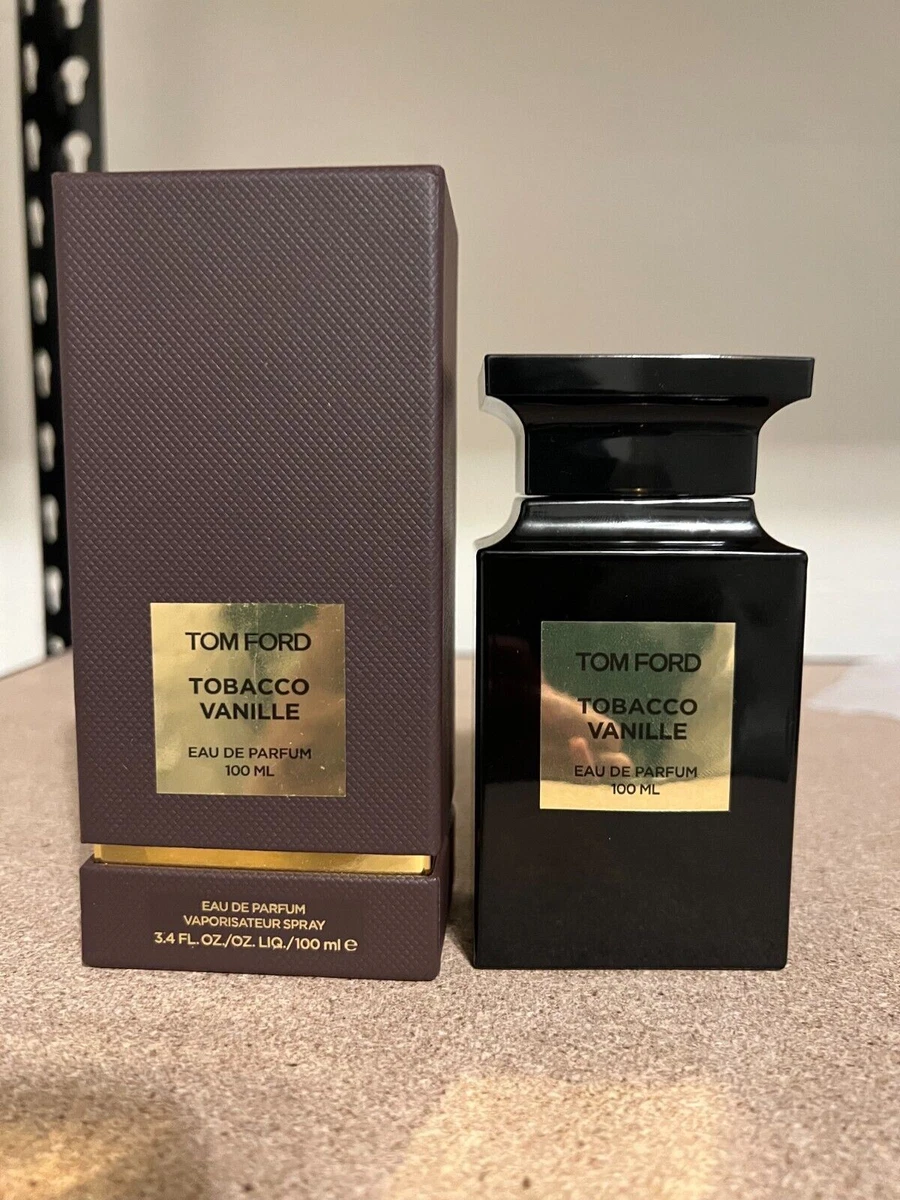 TOM FORD
TOBACCO
VANILLE
EAU DE PARFUM
100 ML
EAU DE PARFUM
VAPORISATEUR SPRAY
3.4 FL. OZ./OZ. LIQ./100 ml ℮
TOM FORD
TOBACCO
VANILLE
EAU DE PARFUM
100 ML